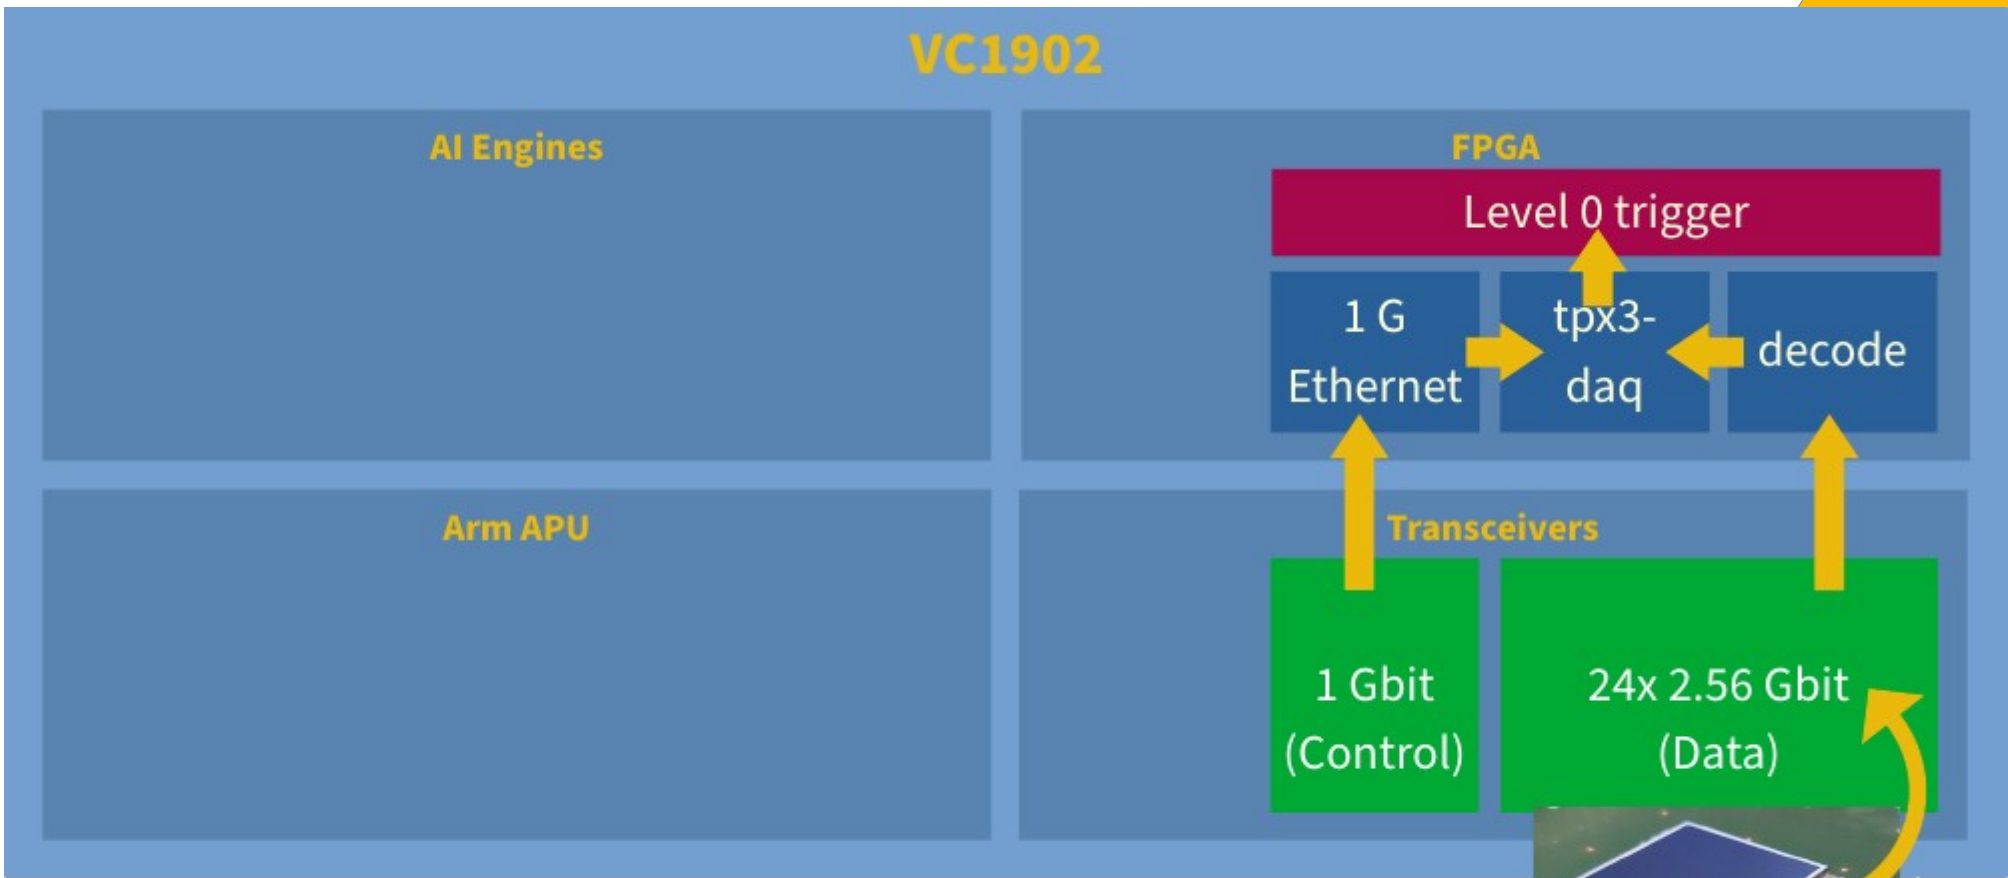 VC1902
AI Engines
FPGA
Level 0 trigger
1 G
Ethernet
tpx3-
daq
decode
Arm APU
Transceivers
1 Gbit
(Control)
24x 2.56 Gbit
(Data)